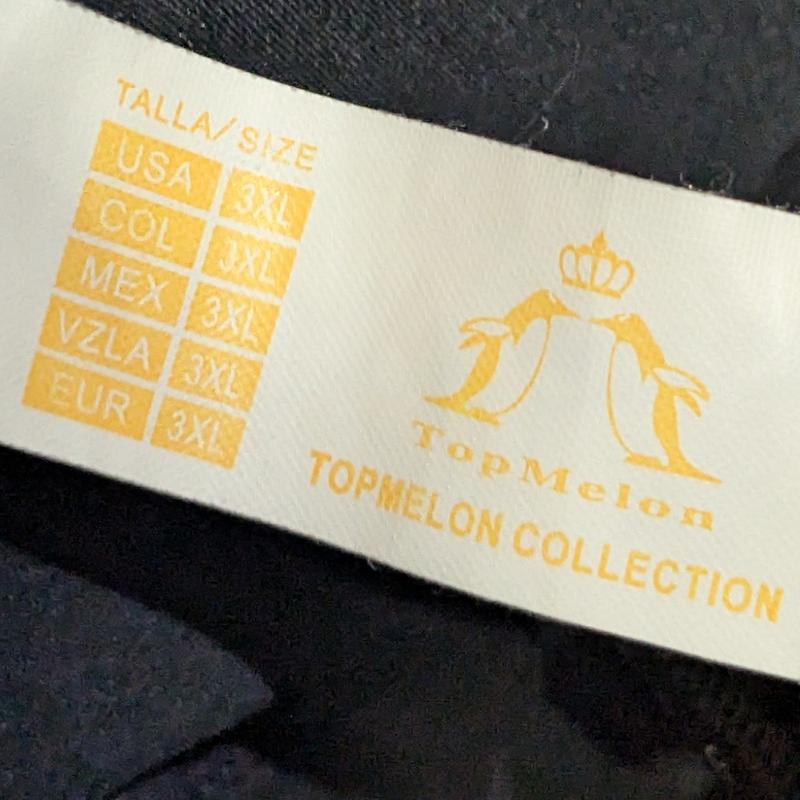 TALLA/SIZE
USA 3XL
COL 3XL
MEX 3XL
VZLA 3XL
EUR 3XL
TopMelon
TOPMELON COLLECTION